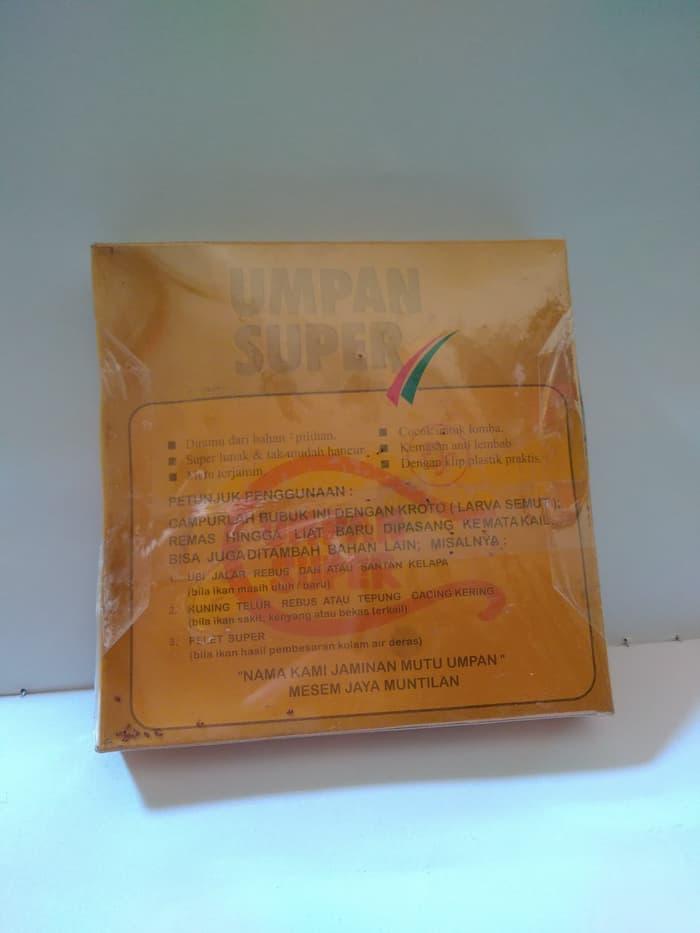 UMPAN
SUPER
Diramu dari bahan² pilihan.
Super lunak & tak mudah hancur.
Mutu terjamin.
Cocok untuk lomba.
Kemasan anti lembab.
Dengan klip plastik praktis.
PETUNJUK PENGGUNAAN :
CAMPURLAH BUBUK INI DENGAN KROTO ( LARVA SEMUT ) ;
REMAS HINGGA LIAT BARU DIPASANG KE MATA KAIL.
BISA JUGA DITAMBAH BAHAN LAIN; MISALNYA :
1. UBI JALAR REBUS DAN ATAU SANTAN KELAPA
(bila ikan masih utuh / baru)
2. KUNING TELUR REBUS ATAU TEPUNG CACING KERING
(bila ikan sakit, kenyang atau bekas terkail)
3. PELET SUPER
(bila ikan hasil pembesaran kolam air deras)
"NAMA KAMI JAMINAN MUTU UMPAN"
MESEM JAYA MUNTILAN